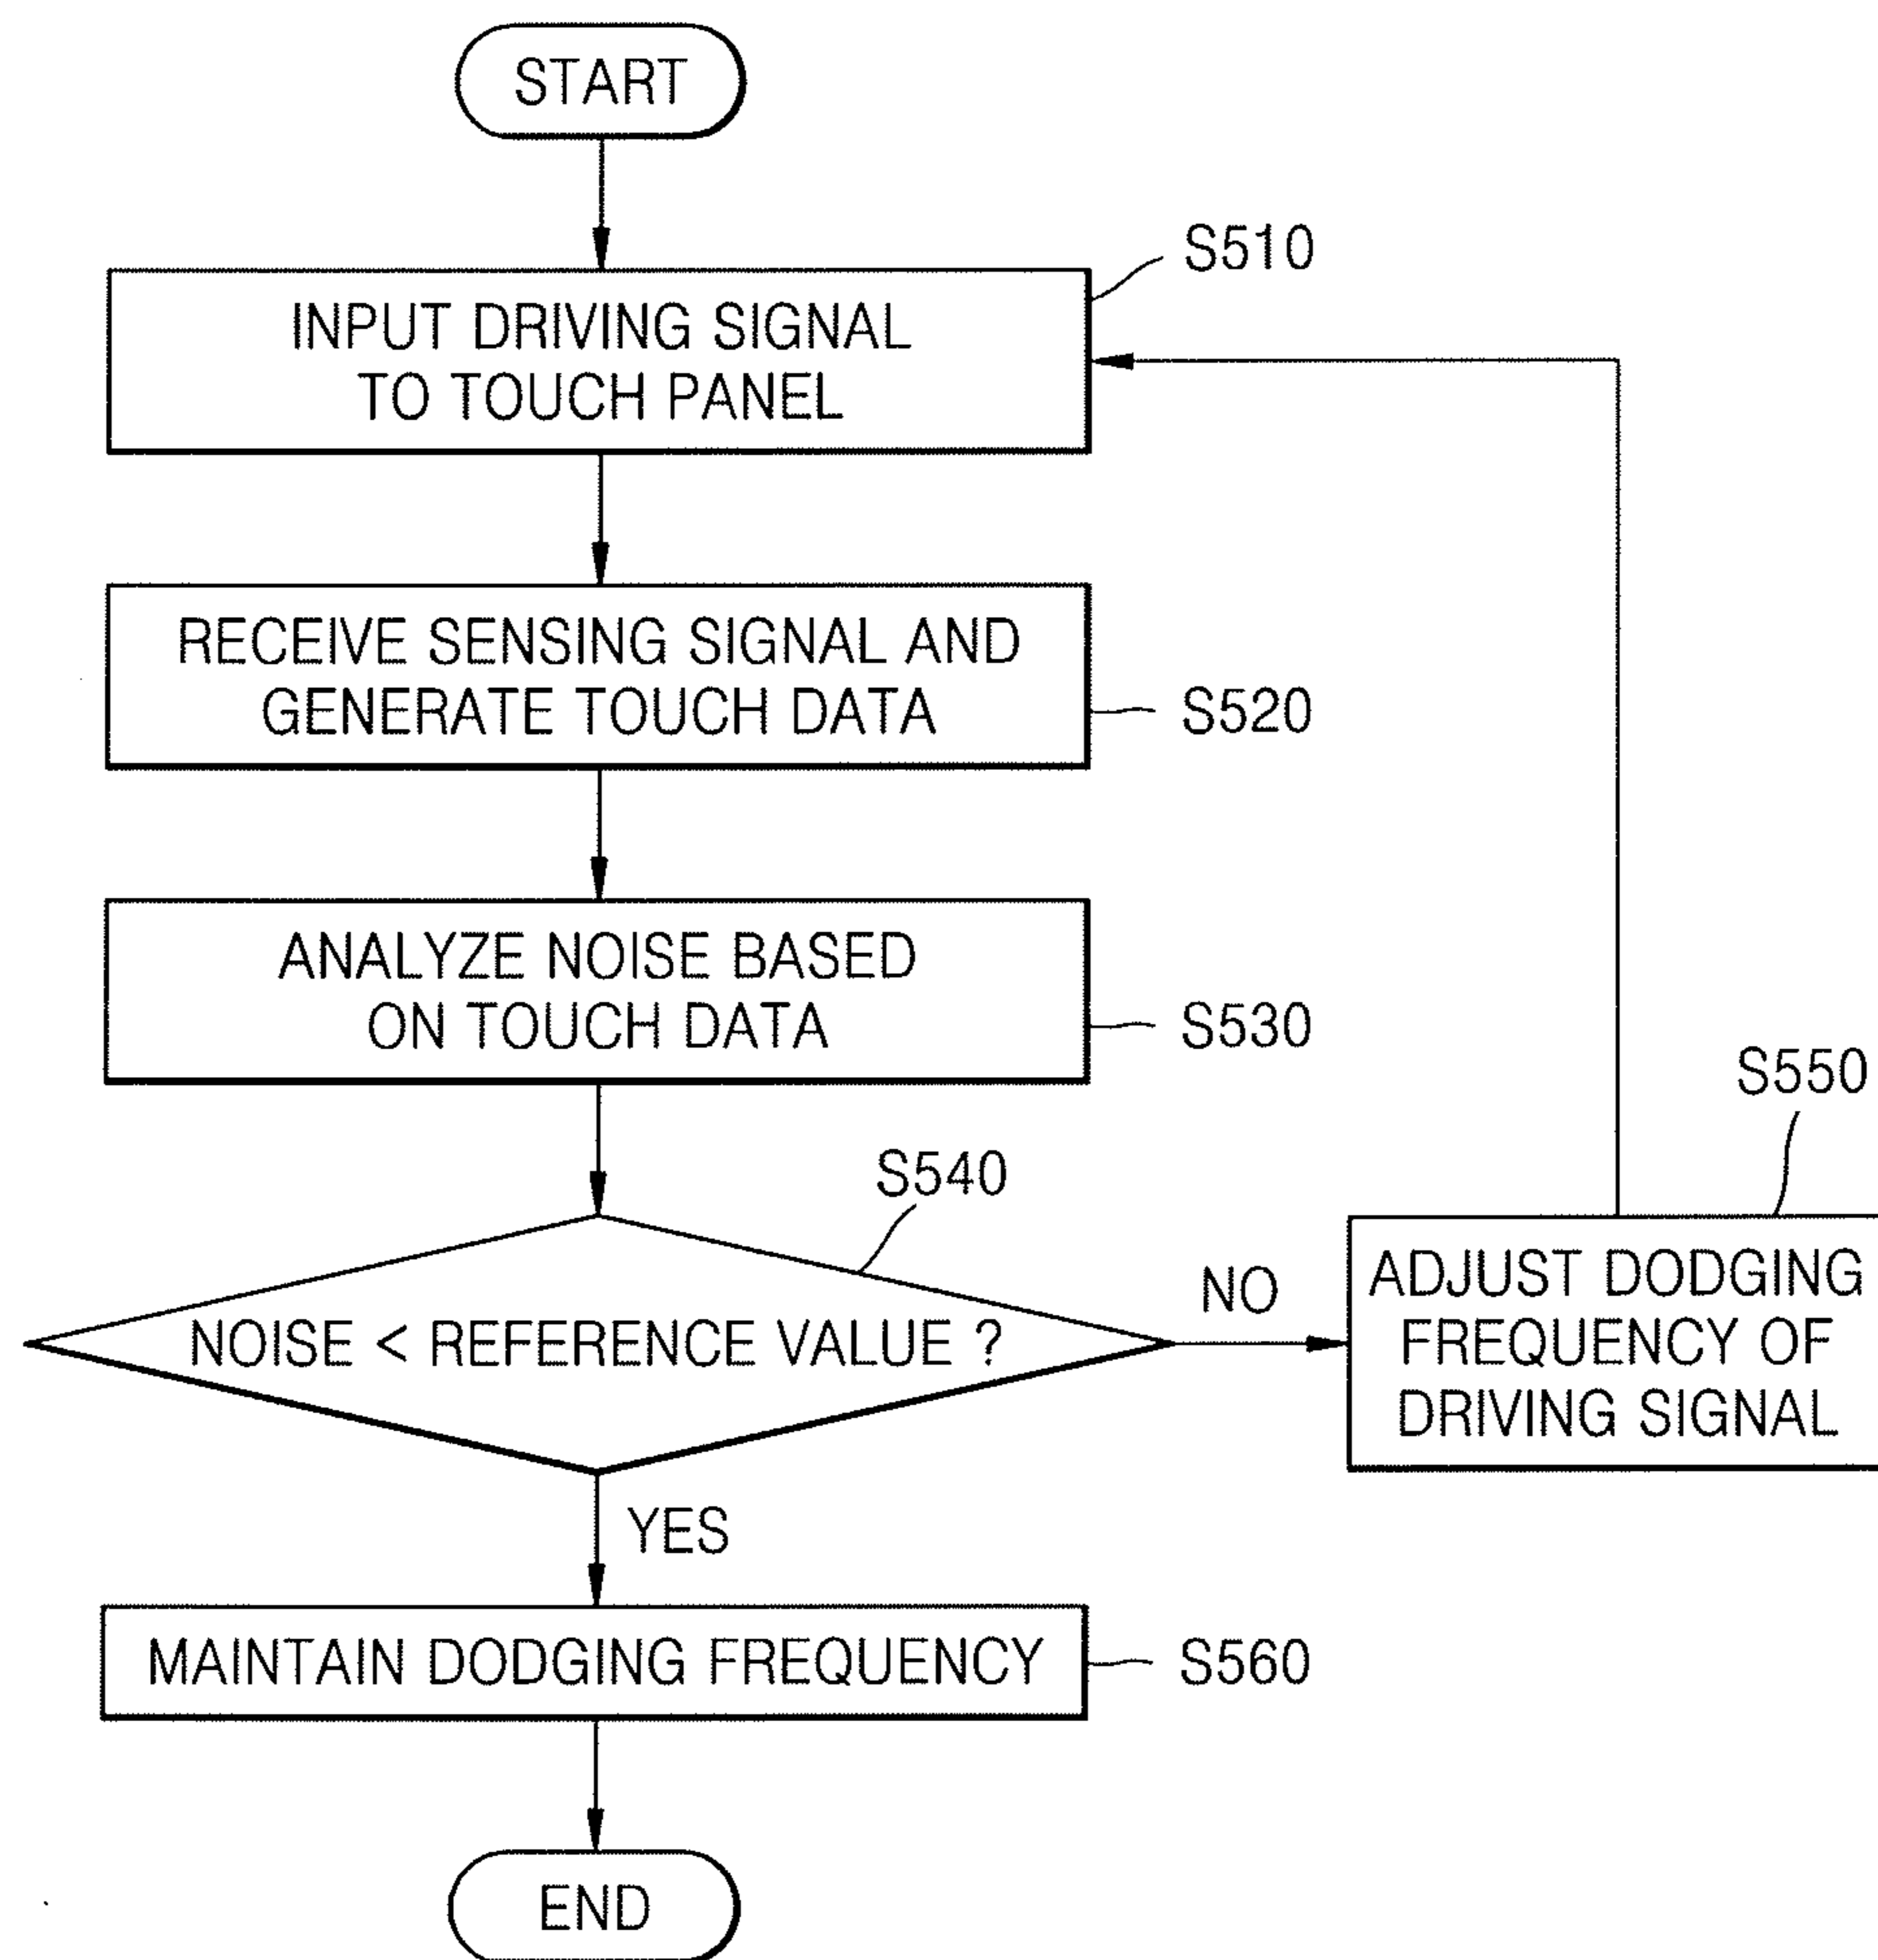 START
S510
INPUT DRIVING SIGNAL
TO TOUCH PANEL
RECEIVE SENSING SIGNAL AND
GENERATE TOUCH DATA
S520
ANALYZE NOISE BASED
ON TOUCH DATA
S530
S540
NOISE < REFERENCE VALUE ?
NO
S550
ADJUST DODGING
FREQUENCY OF
DRIVING SIGNAL
YES
MAINTAIN DODGING FREQUENCY
S560
END